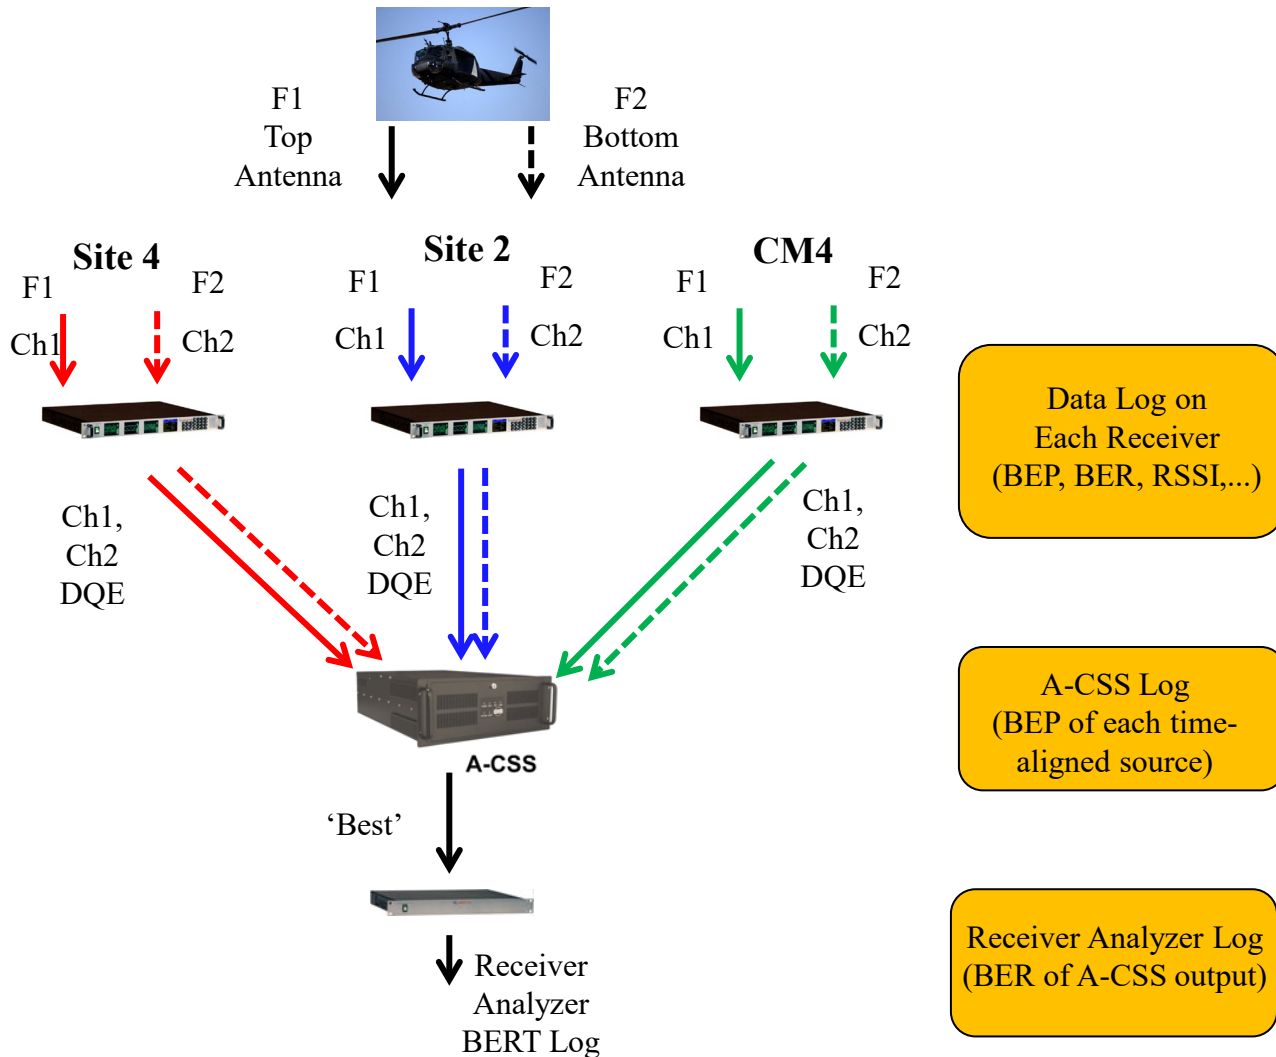 F1
Top
Antenna
F2
Bottom
Antenna
Site 4
Site 2
CM4
F1
F2
F1
F2
F1
F2
Ch1
Ch2
Ch1
Ch2
Ch1
Ch2
Data Log on
Each Receiver
(BEP, BER, RSSI,...)
Ch1,
Ch2
DQE
Ch1,
Ch2
DQE
Ch1,
Ch2
DQE
A-CSS Log
(BEP of each time-
aligned source)
A-CSS
‘Best’
Receiver Analyzer Log
(BER of A-CSS output)
Receiver
Analyzer
BERT Log